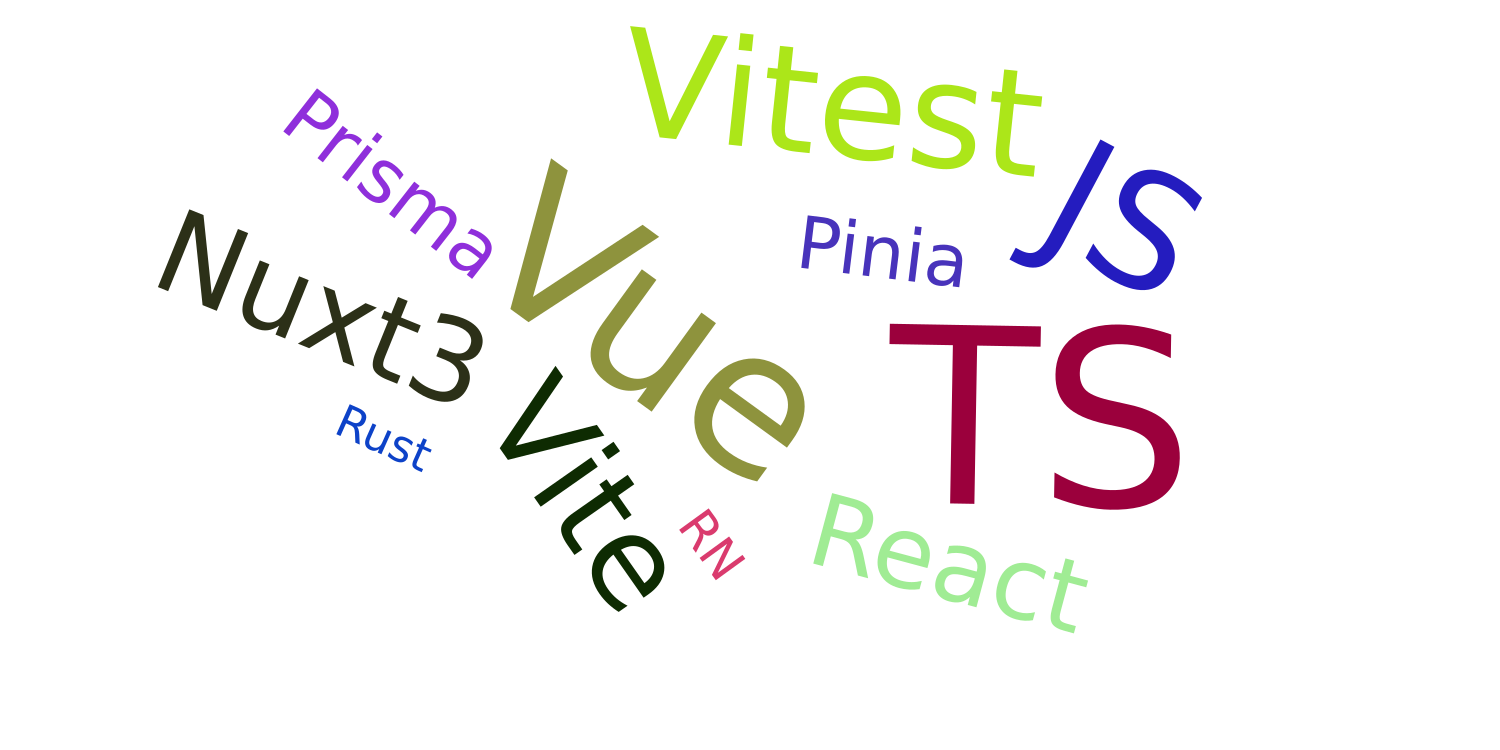 Vitest
Prisma
JS
Pinia
Nuxt3
Vue
TS
Rust
Vite
RN
React